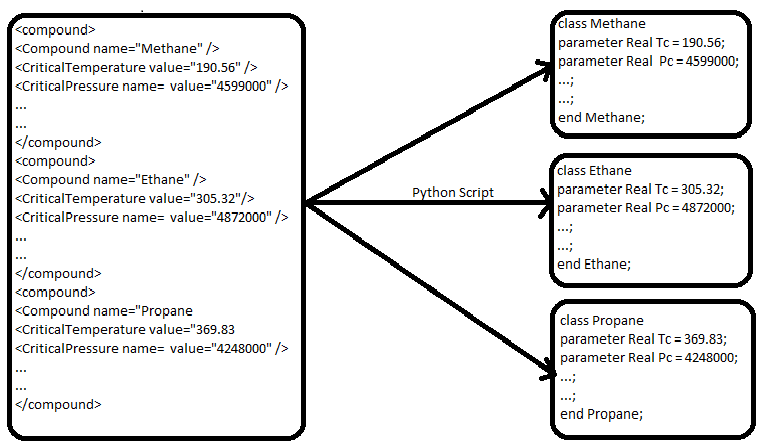 <compound>
<Compound name="Methane" />
<CriticalTemperature value="190.56" />
<CriticalPressure name= value="4599000" />
...
...
</compound>
<compound>
<Compound name="Ethane" />
<CriticalTemperature value="305.32"/>
<CriticalPressure name= value="4872000" />
...
...
</compound>
<compound>
<Compound name="Propane
<CriticalTemperature value="369.83
<CriticalPressure name= value="4248000" />
...
...
</compound>
Python Script
class Methane
parameter Real Tc = 190.56;
parameter Real Pc = 4599000;
...;
...;
end Methane;
class Ethane
parameter Real Tc = 305.32;
parameter Real Pc = 4872000;
...;
...;
end Ethane;
class Propane
parameter Real Tc = 369.83;
parameter Real Pc = 4248000;
...;
...;
end Propane;